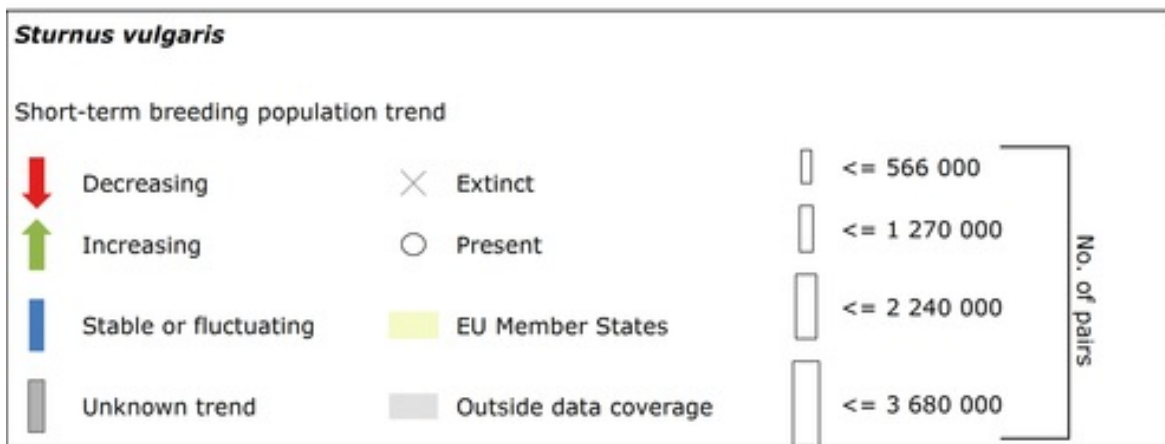 Sturnus vulgaris
Short-term breeding population trend
Decreasing
Increasing
Stable or fluctuating
Unknown trend
Extinct
Present
EU Member States
Outside data coverage
<= 566 000
<= 1 270 000
<= 2 240 000
<= 3 680 000
No. of pairs